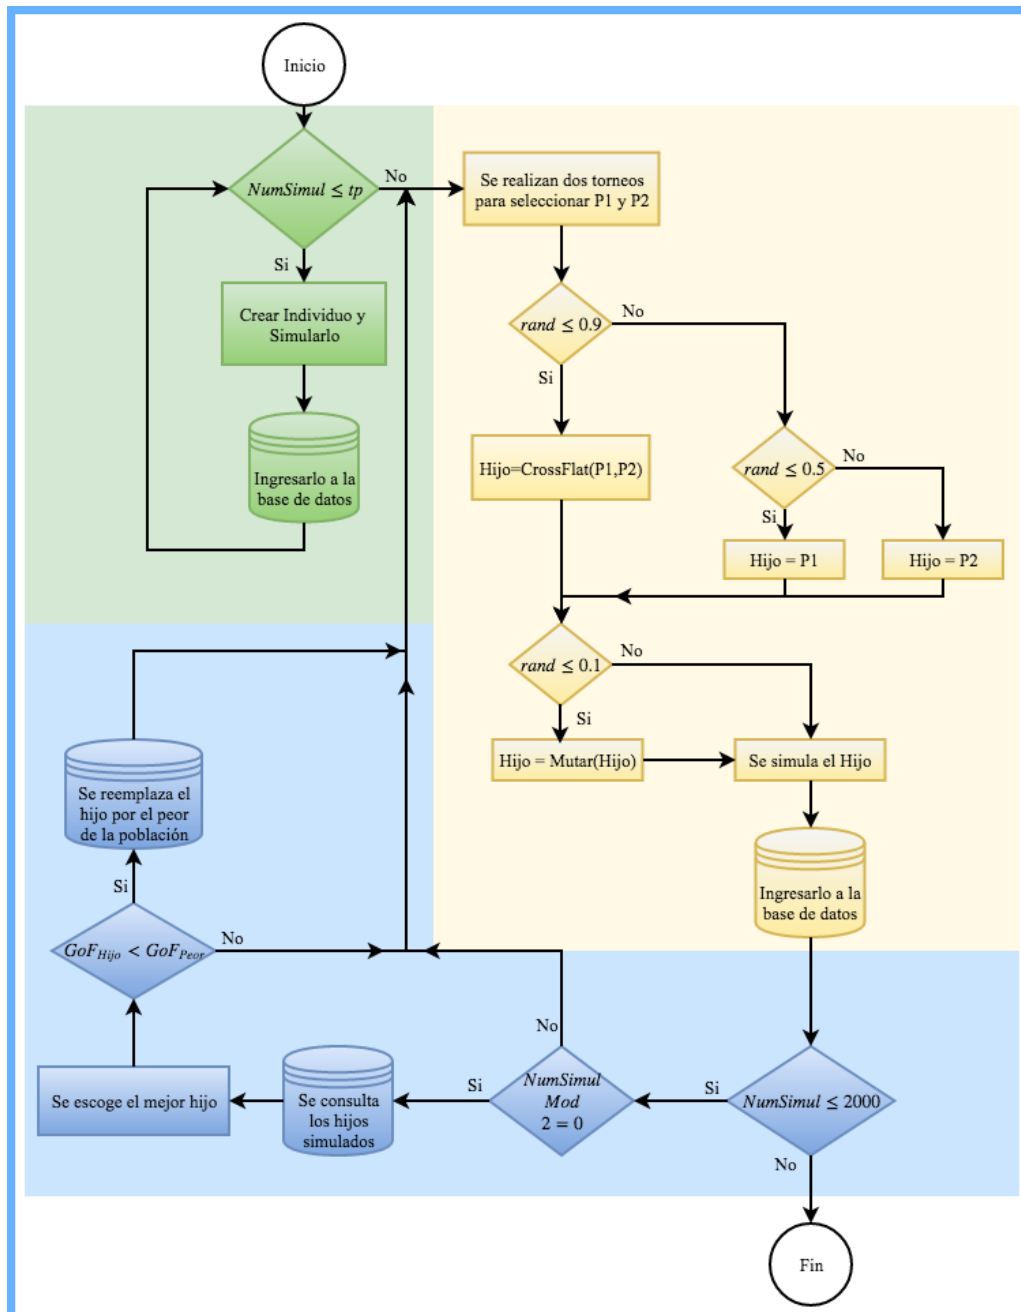 Inicio
NumSimul ≤ tp
No
Si
Crear Individuo y
Simularlo
Ingresarlo a la
base de datos
Se realizan dos torneos
para seleccionar P1 y P2
rand ≤ 0.9
No
Si
Hijo=CrossFlat(P1,P2)
rand ≤ 0.5
No
Si
Hijo = P1
Hijo = P2
rand ≤ 0.1
No
Si
Hijo = Mutar(Hijo)
Se simula el Hijo
Ingresarlo a la
base de datos
NumSimul ≤ 2000
Si
No
Fin
NumSimul
Mod
2 = 0
No
Si
Se consulta
los hijos
simulados
Se escoge el mejor hijo
GoF_Hijo < GoF_Peor
No
Si
Se reemplaza el
hijo por el peor
de la población